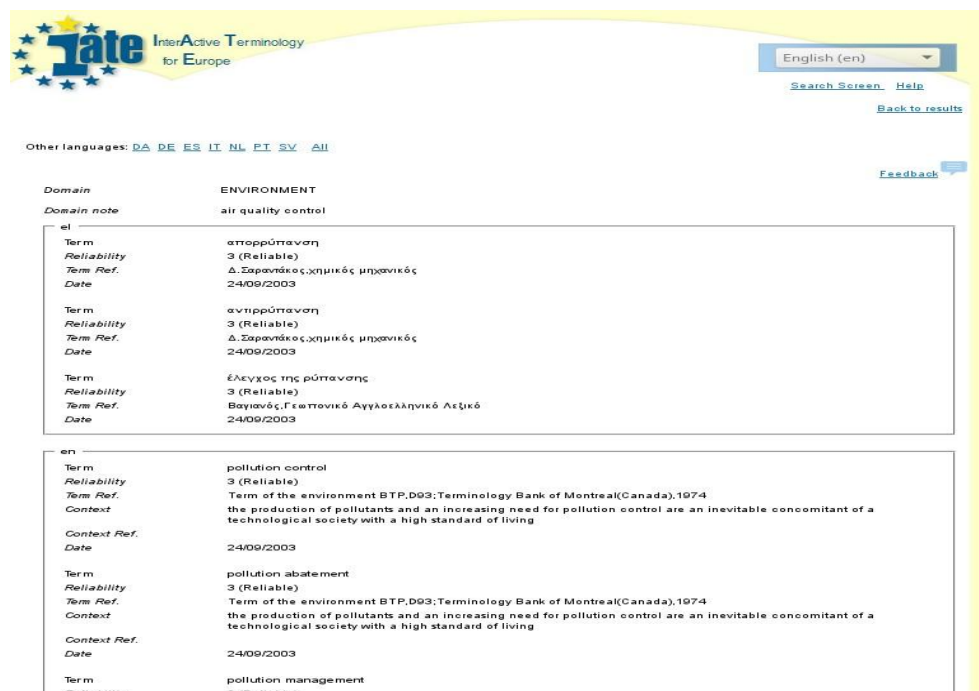 Iate InterActive Terminology
for Europe
English (en)
Search Screen Help
Back to results
Other languages: DA DE ES IT NL PT SV All
Feedback
Domain ENVIRONMENT
Domain note air quality control
el
Term απορρύπανση
Reliability 3 (Reliable)
Term Ref. Δ.Σαραντάκος,χημικός μηχανικός
Date 24/09/2003
Term αντιρρύπανση
Reliability 3 (Reliable)
Term Ref. Δ.Σαραντάκος,χημικός μηχανικός
Date 24/09/2003
Term έλεγχος της ρύπανσης
Reliability 3 (Reliable)
Term Ref. Βαγιανός,Γεωπονικό Αγγλοελληνικό Λεξικό
Date 24/09/2003
en
Term pollution control
Reliability 3 (Reliable)
Term Ref. Term of the environment BTP,D93;Terminology Bank of Montreal(Canada),1974
Context the production of pollutants and an increasing need for pollution control are an inevitable concomitant of a
technological society with a high standard of living
Context Ref.
Date 24/09/2003
Term pollution abatement
Reliability 3 (Reliable)
Term Ref. Term of the environment BTP,D93;Terminology Bank of Montreal(Canada),1974
Context the production of pollutants and an increasing need for pollution control are an inevitable concomitant of a
technological society with a high standard of living
Context Ref.
Date 24/09/2003
Term pollution management